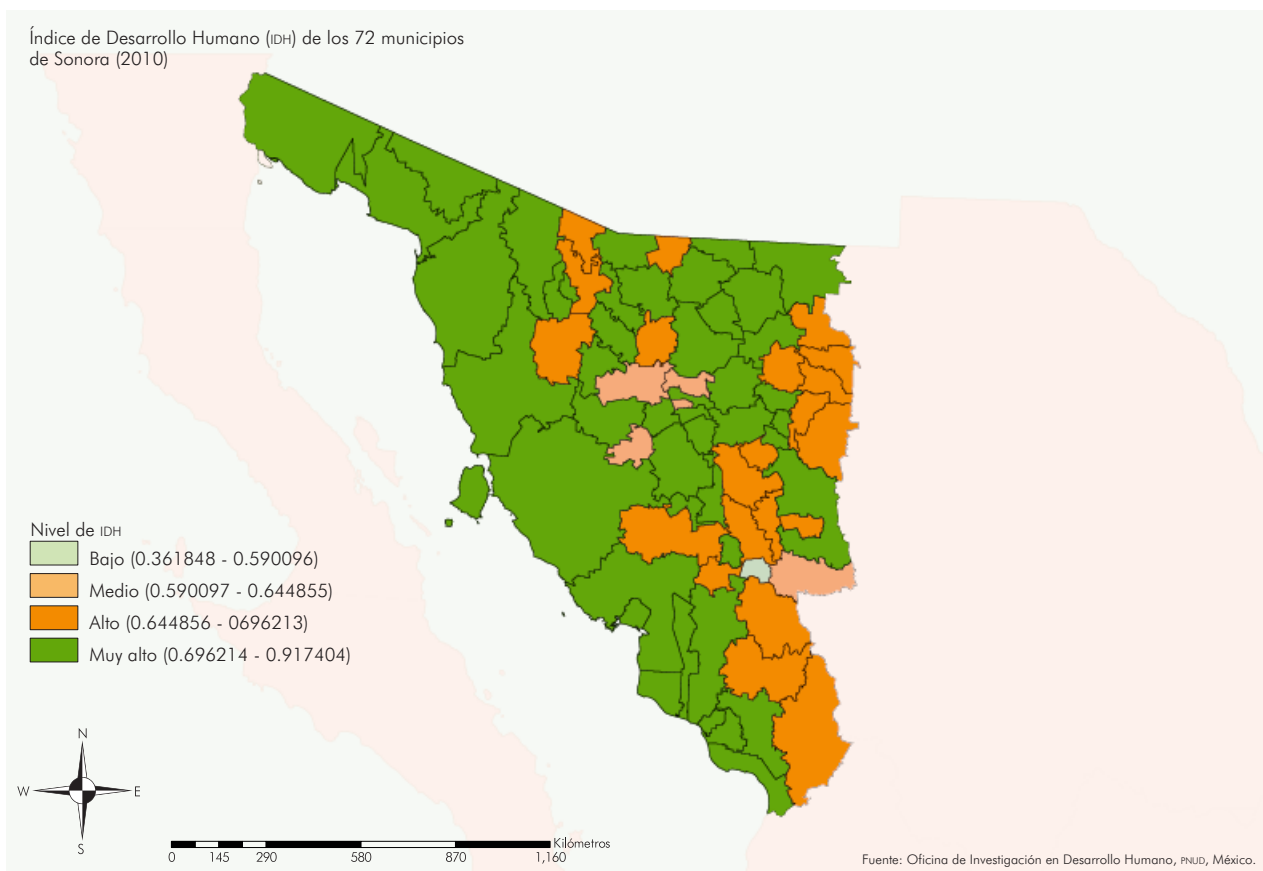 Índice de Desarrollo Humano (IDH) de los 72 municipios
de Sonora (2010)
Nivel de IDH
Bajo (0.361848 - 0.590096)
Medio (0.590097 - 0.644855)
Alto (0.644856 - 0696213)
Muy alto (0.696214 - 0.917404)
N
W
E
S
Kilómetros
0 145 290 580 870 1,160
Fuente: Oficina de Investigación en Desarrollo Humano, PNUD, México.